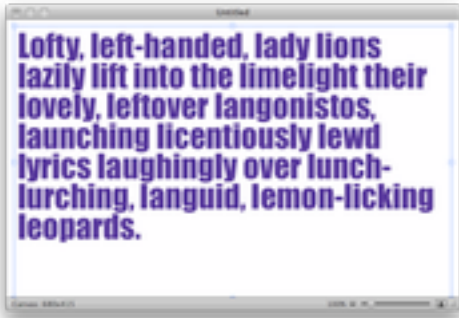 Untitled
Lofty, left-handed, lady lions
lazily lift into the limelight their
lovely, leftover langonistos,
launching licentiously lewd
lyrics laughingly over lunch-
lurching, languid, lemon-licking
leopards.